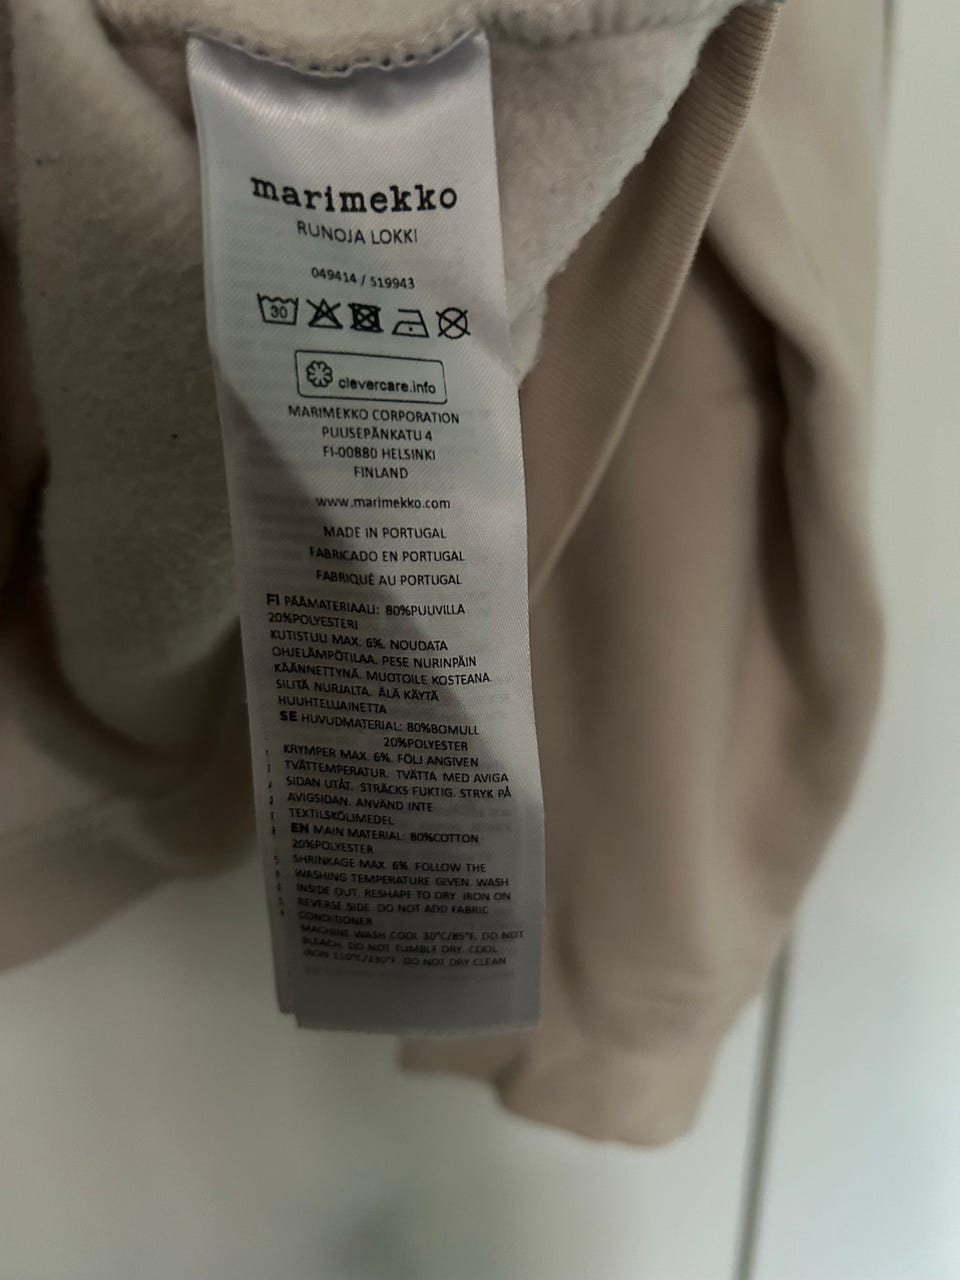 marimekko
RUNOJA LOKKI
049414 / 519943
30
clevercare.info
MARIMEKKO CORPORATION
PUUSEPÄNKATU 4
FI-00880 HELSINKI
FINLAND
www.marimekko.com
MADE IN PORTUGAL
FABRICADO EN PORTUGAL
FABRIQUÉ AU PORTUGAL
FI PÄÄMATERIAALI: 80%PUUVILLA
20%POLYESTERI
KUTISTUU MAX. 6%. NOUDATA
OHJELÄMPÖTILAA. PESE NURINPÄIN
KÄÄNNETTYNÄ. MUOTOILE KOSTEANA.
SILITÄ NURJALTA. ÄLÄ KÄYTÄ
HUUHTELUAINETTA
SE HUVUDMATERIAL: 80%BOMULL
20%POLYESTER
KRYMPER MAX. 6%. FÖLJ ANGIVEN
TVÄTTEMPERATUR. TVÄTTA MED AVIGA
SIDAN UTÅT. STRÄCKS FUKTIG. STRYK PÅ
AVIGSIDAN. ANVÄND INTE
TEXTILSKÖLJMEDEL
EN MAIN MATERIAL: 80%COTTON
20%POLYESTER
SHRINKAGE MAX. 6%. FOLLOW THE
WASHING TEMPERATURE GIVEN. WASH
INSIDE OUT. RESHAPE TO DRY. IRON ON
REVERSE SIDE. DO NOT ADD FABRIC
CONDITIONER
MACHINE WASH COOL 30°C/85°F. DO NOT
BLEACH. DO NOT TUMBLE DRY. COOL
IRON 110°C/230°F. DO NOT DRY CLEAN